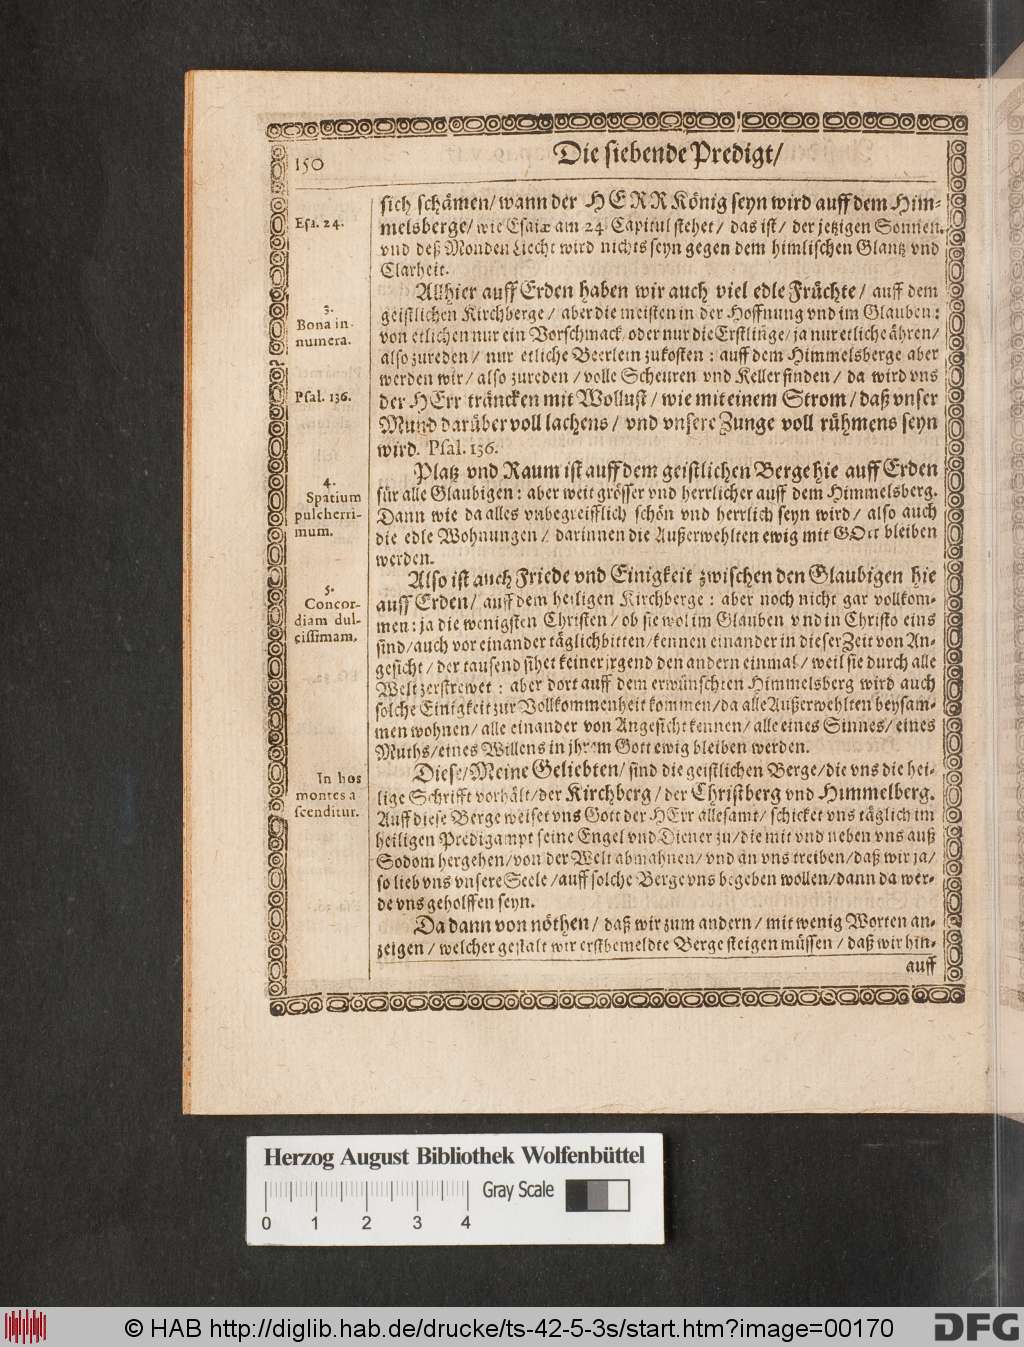 150
Die siebende Predigt/
sich schämen/ wann der HERR König seyn wird auff dem Him-
Esa. 24.
melsberge/ wie Esaiæ am 24 Capitul stehet/ das ist/ der jetzigen Sonnen
vnd deß Monden Liecht wird nichts seyn gegen dem himlischen Glantz vnd
Clarheit.
3.
Bona in-
numera.
Allhier auff Erden haben wir auch viel edle Früchte/ auff dem
geistlichen Kirchberge/ aber die meisten in der Hoffnung vnd im Glauben:
von etlichen nur ein Vorschmack oder nur die Erstlinge/ ja nur etliche ähren/
also zureden/ nur etliche Beerlein zukosten: auff dem Himmelsberge aber
werden wir/ also zureden/ volle Scheuren vnd Keller finden/ da wird vns
Psal. 136.
der HErr träncken mit Wollust/ wie mit einem Strom/ daß vnser
Mund darüber voll lachens/ vnd vnsere Zunge voll rühmens seyn
wird. Psal. 136.
4.
Spatium
pulcherri-
mum.
Platz vnd Raum ist auff dem geistlichen Berge hie auff Erden
für alle Glaubigen: aber weit grösser vnd herrlicher auff dem Himmelsberg.
Dann wie da alles vnbegreifflich schön vnd herrlich seyn wird/ also auch
die edle Wohnungen/ darinnen die Außerwehlten ewig mit GOtt bleiben
werden.
5.
Concor-
diam dul-
cissimam.
Also ist auch Friede vnd Einigkeit zwischen den Glaubigen hie
auff Erden/ auff dem heiligen Kirchberge: aber noch nicht gar vollkom-
men: ja die wenigsten Christen/ ob sie wol im Glauben vnd in Christo eins
sind/ auch vor einander täglich bitten/ kennen einander in dieser Zeit von An-
gesicht/ der tausend sihet keiner jrgend den andern einmal/ weil sie durch alle
Welt zerstrewet: aber dort auff dem erwünschten Himmelsberg wird auch
solche Einigkeit zur Vollkommenheit kommen/ da alle Außerwehlten beysam-
men wohnen/ alle einander von Angesicht kennen/ alle eines Sinnes/ eines
Muths/ eines Willens in jhrem Gott ewig bleiben werden.
In hos
montes a
scenditur.
Diese/ Meine Geliebten/ sind die geistlichen Berge/ die vns die hei-
lige Schrifft vorhält/ der Kirchberg/ der Christberg vnd Himmelberg.
Auff diese Berge weiset vns Gott der HErr allesamt/ schicket vns täglich im
heiligen Predigampt seine Engel vnd Diener zu/ die mit vnd neben vns auß
Sodom hergehen/ von der Welt abmahnen/ vnd an vns treiben/ daß wir ja/
so lieb vns vnsere Seele/ auff solche Berge vns begeben wollen/ dann da wer-
de vns geholffen seyn.
Da dann von nöthen/ daß wir zum andern/ mit wenig Worten an-
zeigen/ welcher gestalt wir erstbemeldte Berge steigen müssen/ daß wir hin-
auff
Herzog August Bibliothek Wolfenbüttel
Gray Scale
0 1 2 3 4
© HAB http://diglib.hab.de/drucke/ts-42-5-3s/start.htm?image=00170
DFG